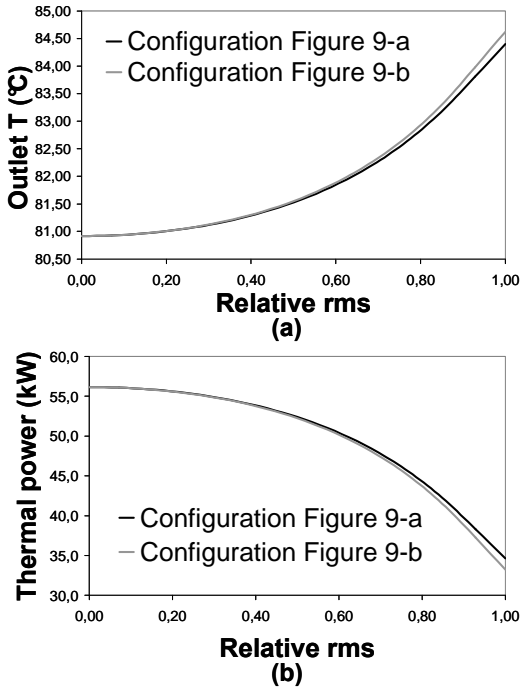 85,00
84,50
84,00
83,50
83,00
82,50
82,00
81,50
81,00
80,50
Outlet T (°C)
Configuration Figure 9-a
Configuration Figure 9-b
0,00 0,20 0,40 0,60 0,80 1,00
Relative rms
(a)
60,0
55,0
50,0
45,0
40,0
35,0
30,0
Thermal power (kW)
Configuration Figure 9-a
Configuration Figure 9-b
0,00 0,20 0,40 0,60 0,80 1,00
Relative rms
(b)